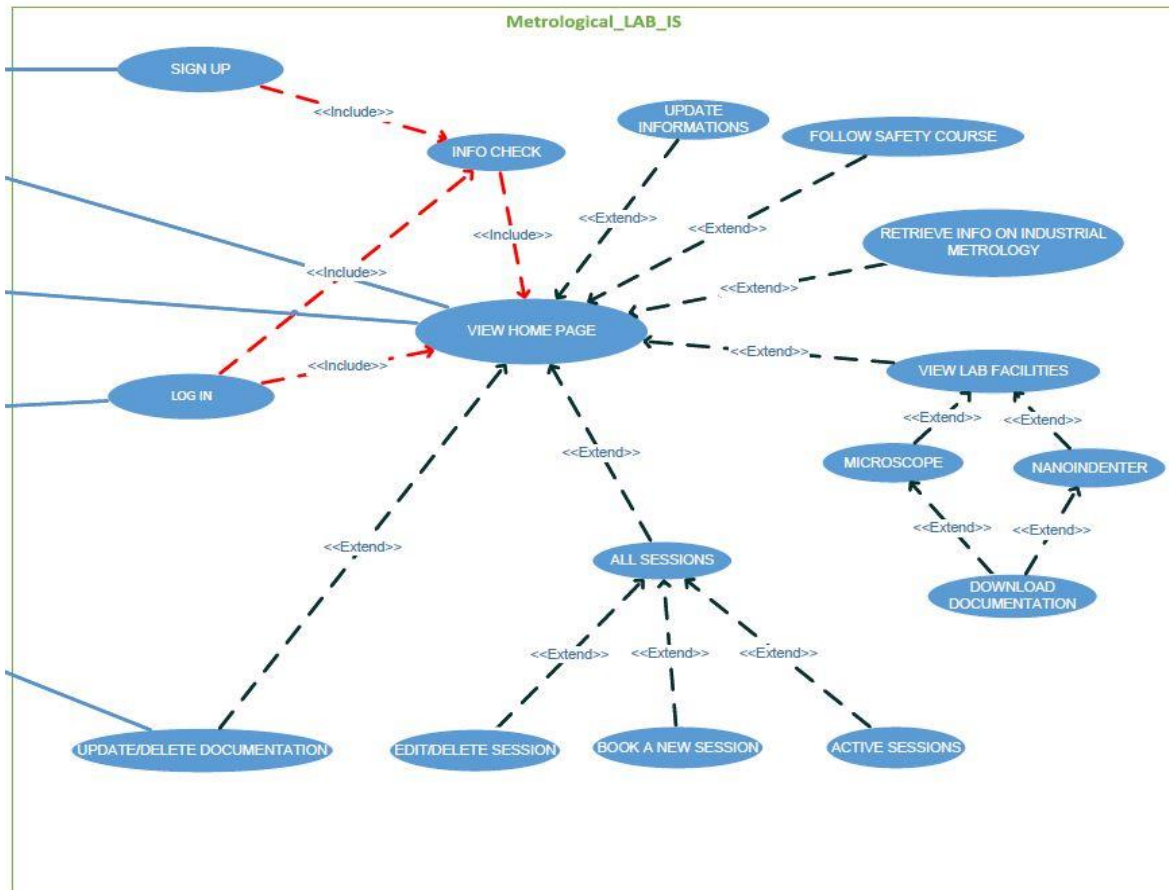 Metrological_LAB_IS
SIGN UP
<<Include>>
UPDATE
INFORMATIONS
FOLLOW SAFETY COURSE
INFO CHECK
<<Extend>>
<<Extend>>
<<Include>>
RETRIEVE INFO ON INDUSTRIAL
METROLOGY
<<Include>>
<<Extend>>
VIEW HOME PAGE
<<Extend>>
<<Include>>
VIEW LAB FACILITIES
LOG IN
<<Extend>>
<<Extend>>
<<Extend>>
MICROSCOPE
NANOINDENTER
<<Extend>>
<<Extend>>
<<Extend>>
ALL SESSIONS
DOWNLOAD
DOCUMENTATION
<<Extend>>
<<Extend>>
<<Extend>>
UPDATE/DELETE DOCUMENTATION
EDIT/DELETE SESSION
BOOK A NEW SESSION
ACTIVE SESSIONS